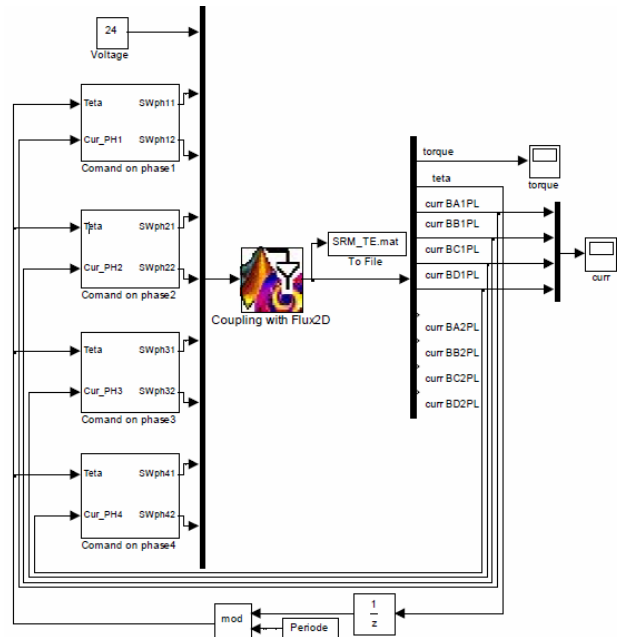 24
Voltage
Teta SWph11
Cur_PH1 SWph12
Comand on phase1
Teta SWph21
Cur_PH2 SWph22
Comand on phase2
Teta SWph31
Cur_PH3 SWph32
Comand on phase3
Teta SWph41
Cur_PH4 SWph42
Comand on phase4
Coupling with Flux2D
SRM_TE.mat
To File
torque
teta
curr BA1PL
curr BB1PL
curr BC1PL
curr BD1PL
curr BA2PL
curr BB2PL
curr BC2PL
curr BD2PL
torque
curr
1
z
mod
Periode